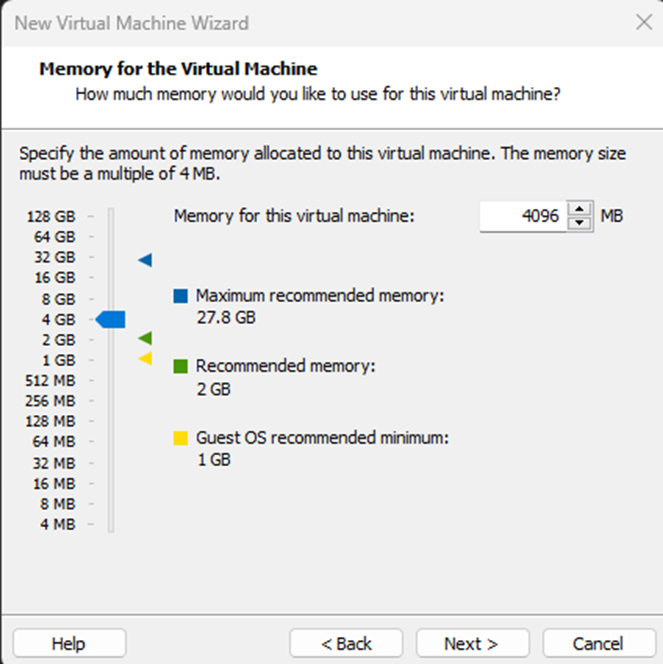 New Virtual Machine Wizard
Memory for the Virtual Machine
How much memory would you like to use for this virtual machine?
Specify the amount of memory allocated to this virtual machine. The memory size
must be a multiple of 4 MB.
128 GB
64 GB
32 GB
16 GB
8 GB
4 GB
2 GB
1 GB
512 MB
256 MB
128 MB
64 MB
32 MB
16 MB
8 MB
4 MB
Memory for this virtual machine: 4096 MB
Maximum recommended memory:
27.8 GB
Recommended memory:
2 GB
Guest OS recommended minimum:
1 GB
Help < Back Next > Cancel